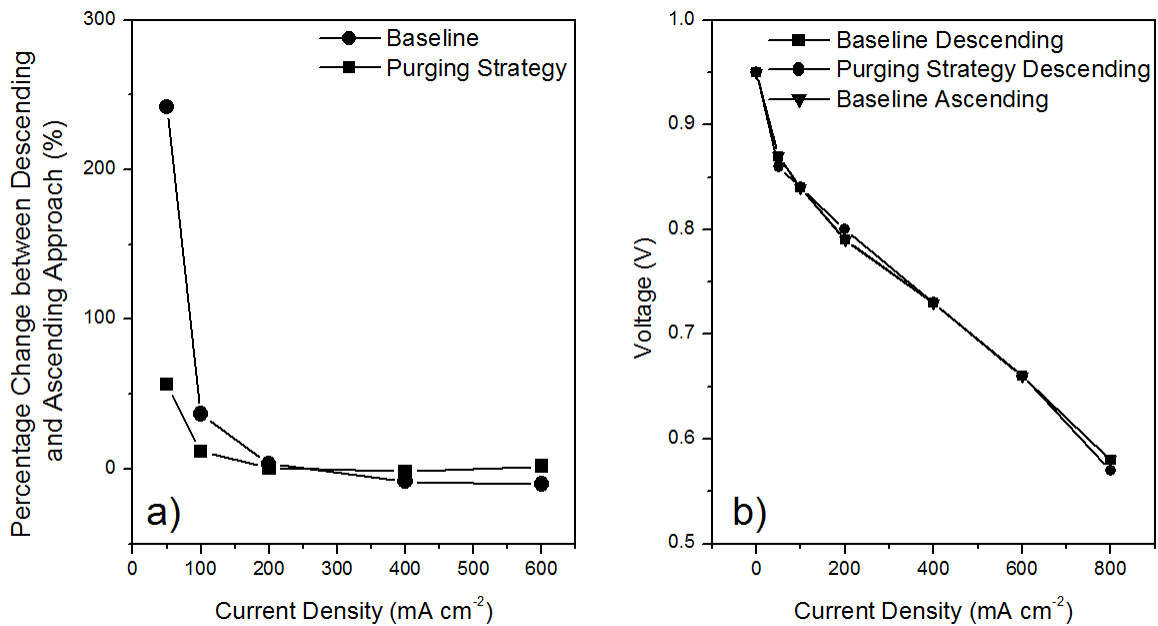 Percentage Change between Descending
and Ascending Approach (%)
300
200
100
0
Baseline
Purging Strategy
a)
0 100 200 300 400 500 600
Current Density (mA cm⁻²)
Voltage (V)
1.0
0.9
0.8
0.7
0.6
0.5
Baseline Descending
Purging Strategy Descending
Baseline Ascending
b)
0 200 400 600 800
Current Density (mA cm⁻²)